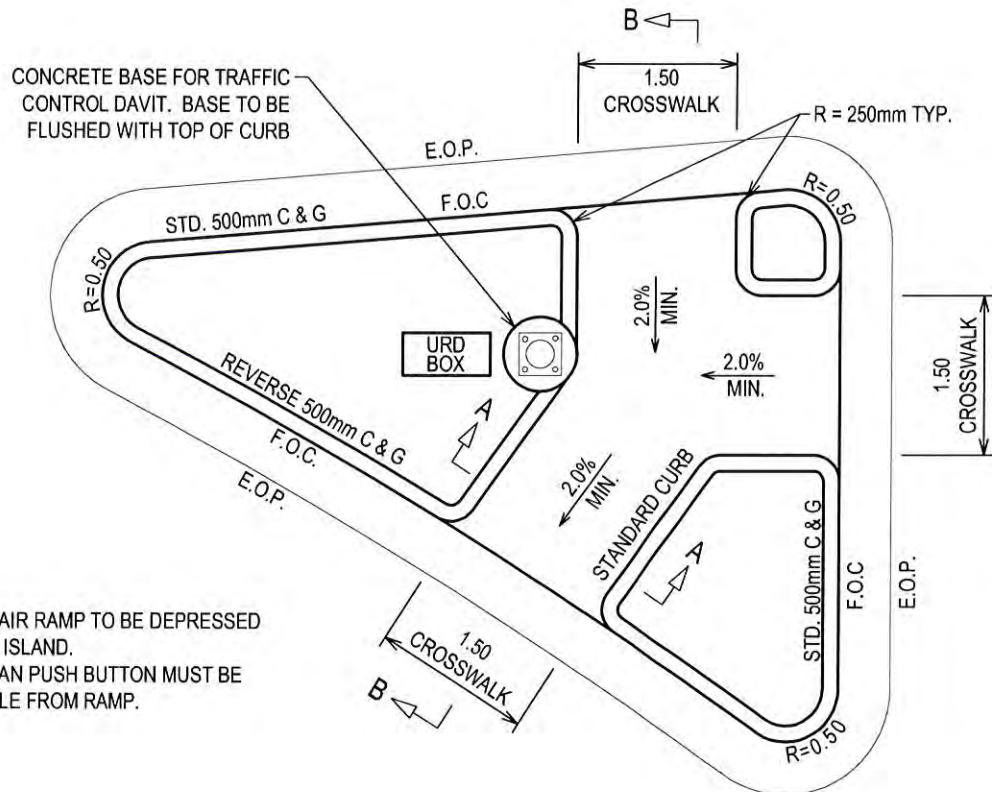 B
CONCRETE BASE FOR TRAFFIC
CONTROL DAVIT. BASE TO BE
FLUSHED WITH TOP OF CURB
1.50
CROSSWALK
R = 250mm TYP.
E.O.P.
F.O.C
STD. 500mm C & G
R=0.50
R=0.50
2.0%
MIN.
URD
BOX
2.0%
MIN.
1.50
CROSSWALK
REVERSE 500mm C & G
A
F.O.C.
E.O.P.
2.0%
MIN.
STANDARD CURB
A
STD. 500mm C & G
F.O.C
E.O.P.
AIR RAMP TO BE DEPRESSED
ISLAND.
AN PUSH BUTTON MUST BE
LE FROM RAMP.
1.50
CROSSWALK
B
R=0.50